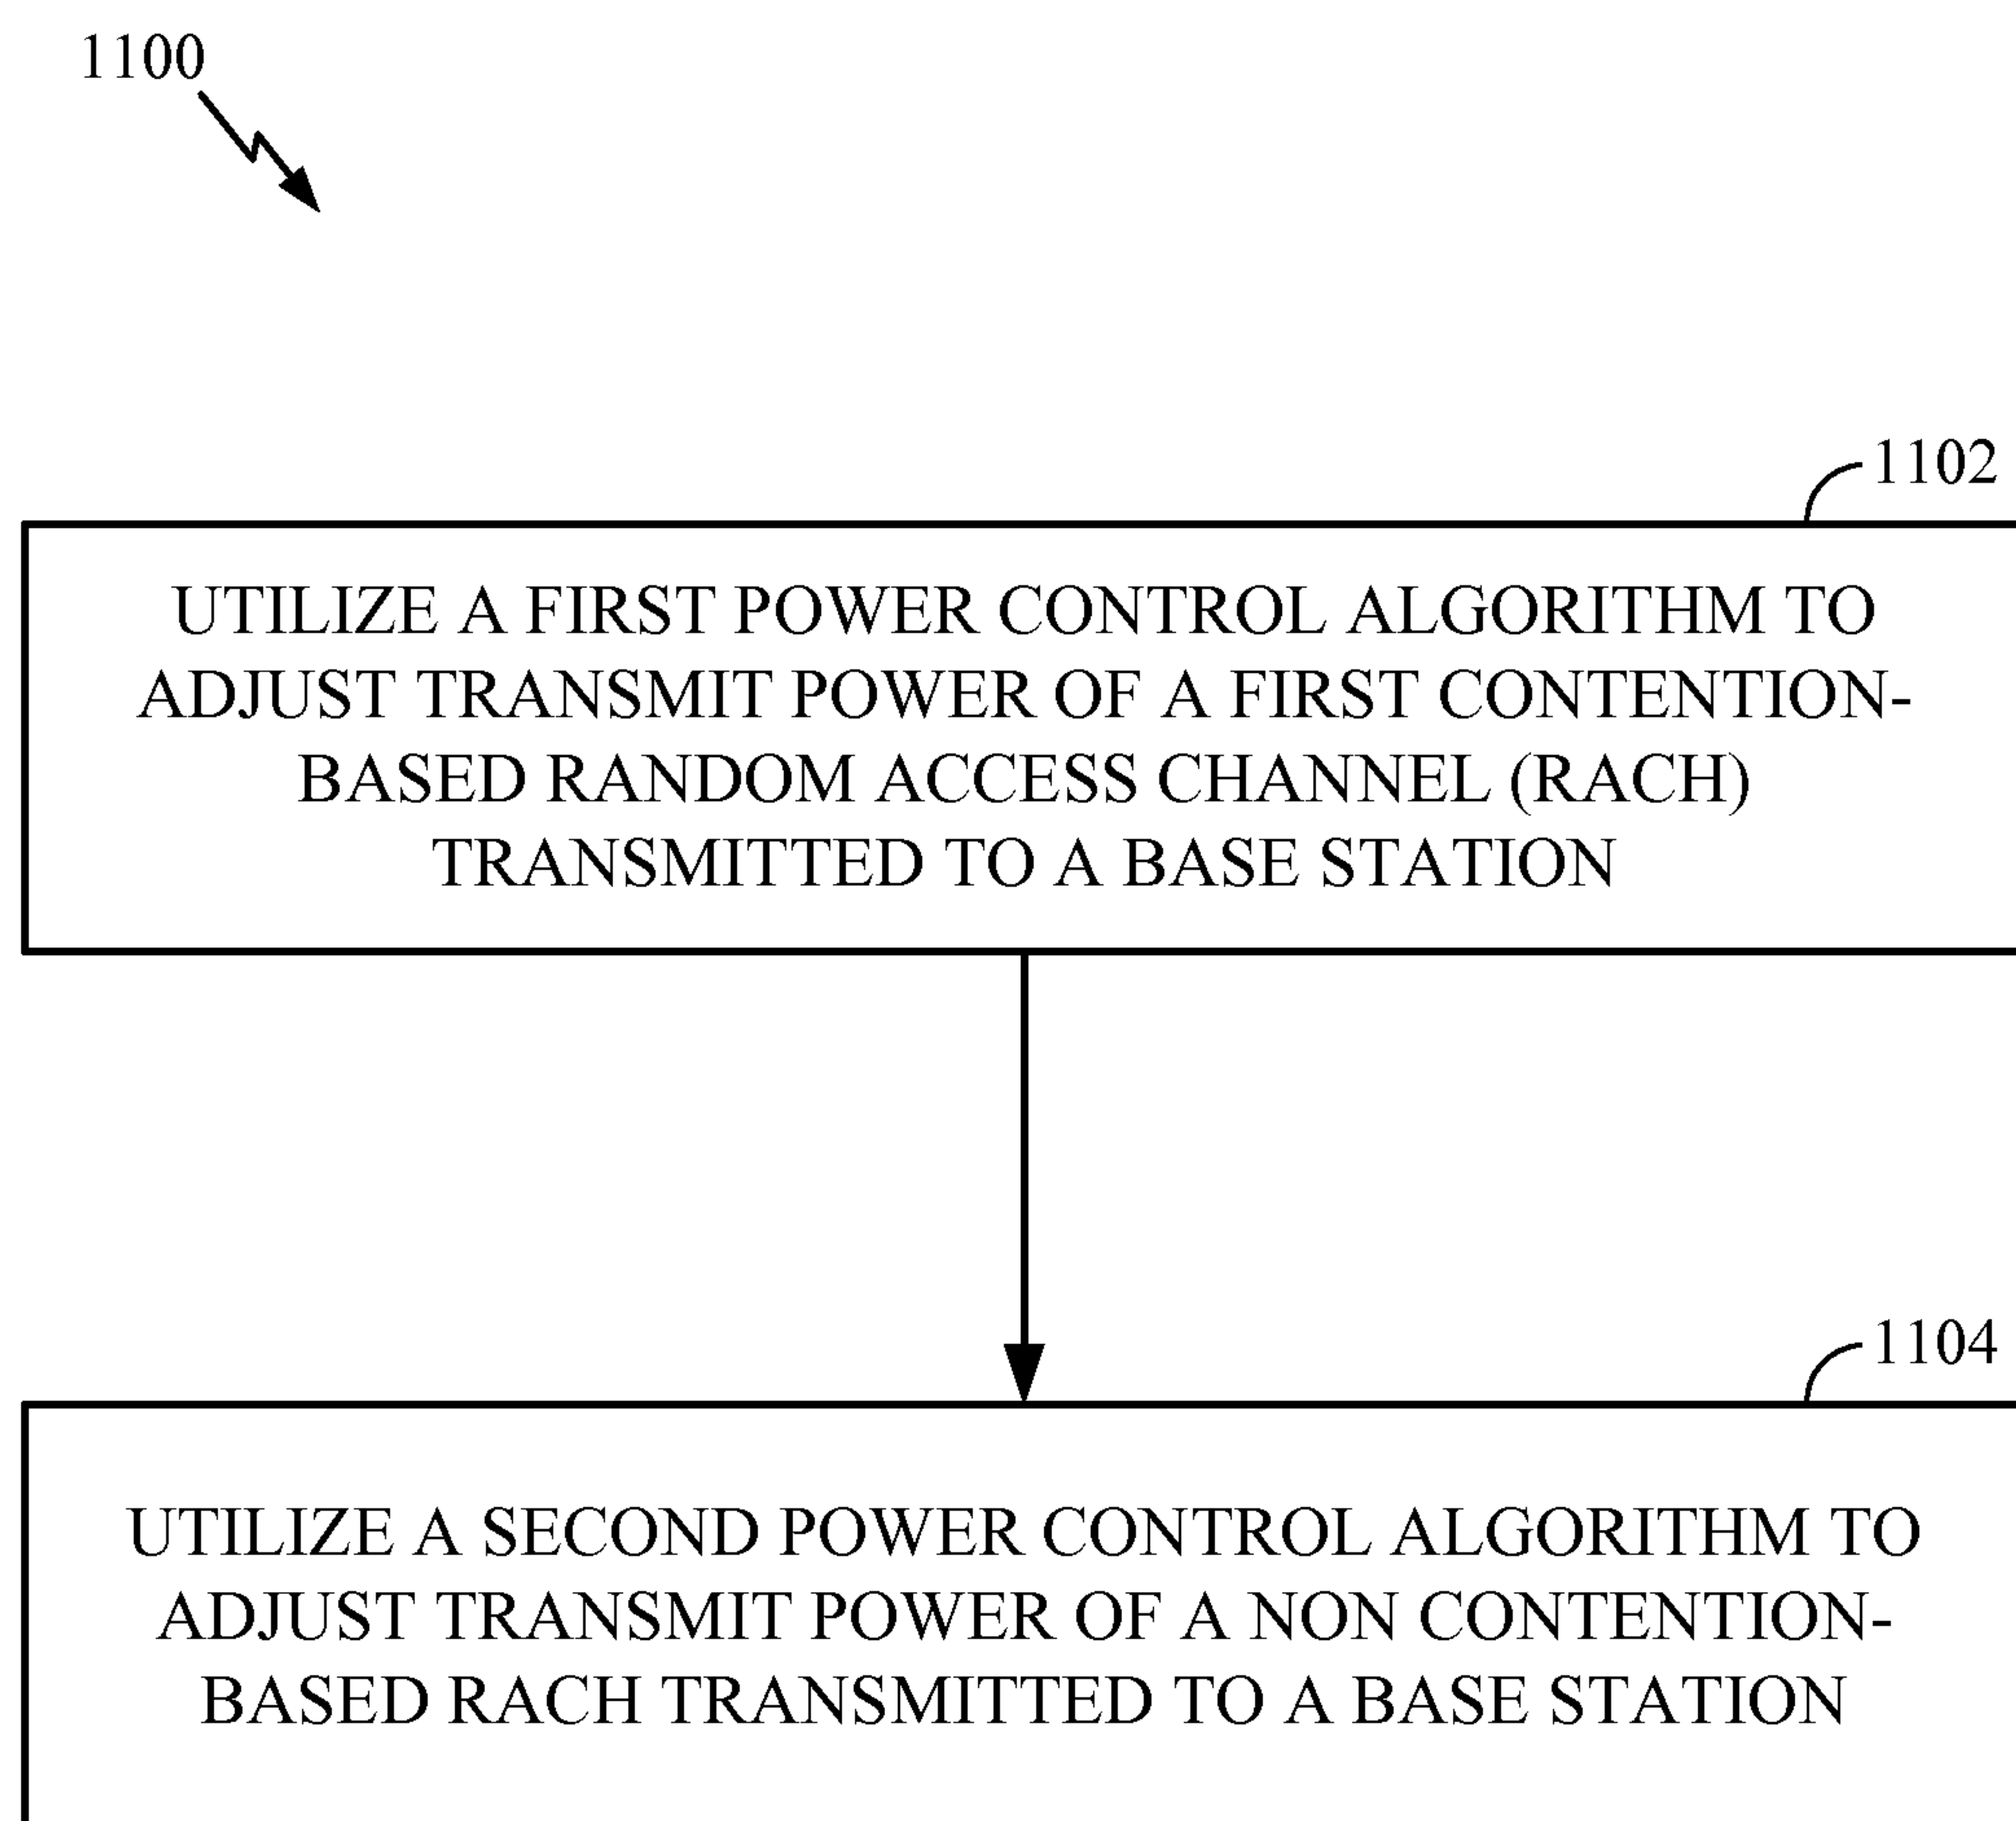 1100
1102
UTILIZE A FIRST POWER CONTROL ALGORITHM TO
ADJUST TRANSMIT POWER OF A FIRST CONTENTION-
BASED RANDOM ACCESS CHANNEL (RACH)
TRANSMITTED TO A BASE STATION
1104
UTILIZE A SECOND POWER CONTROL ALGORITHM TO
ADJUST TRANSMIT POWER OF A NON CONTENTION-
BASED RACH TRANSMITTED TO A BASE STATION